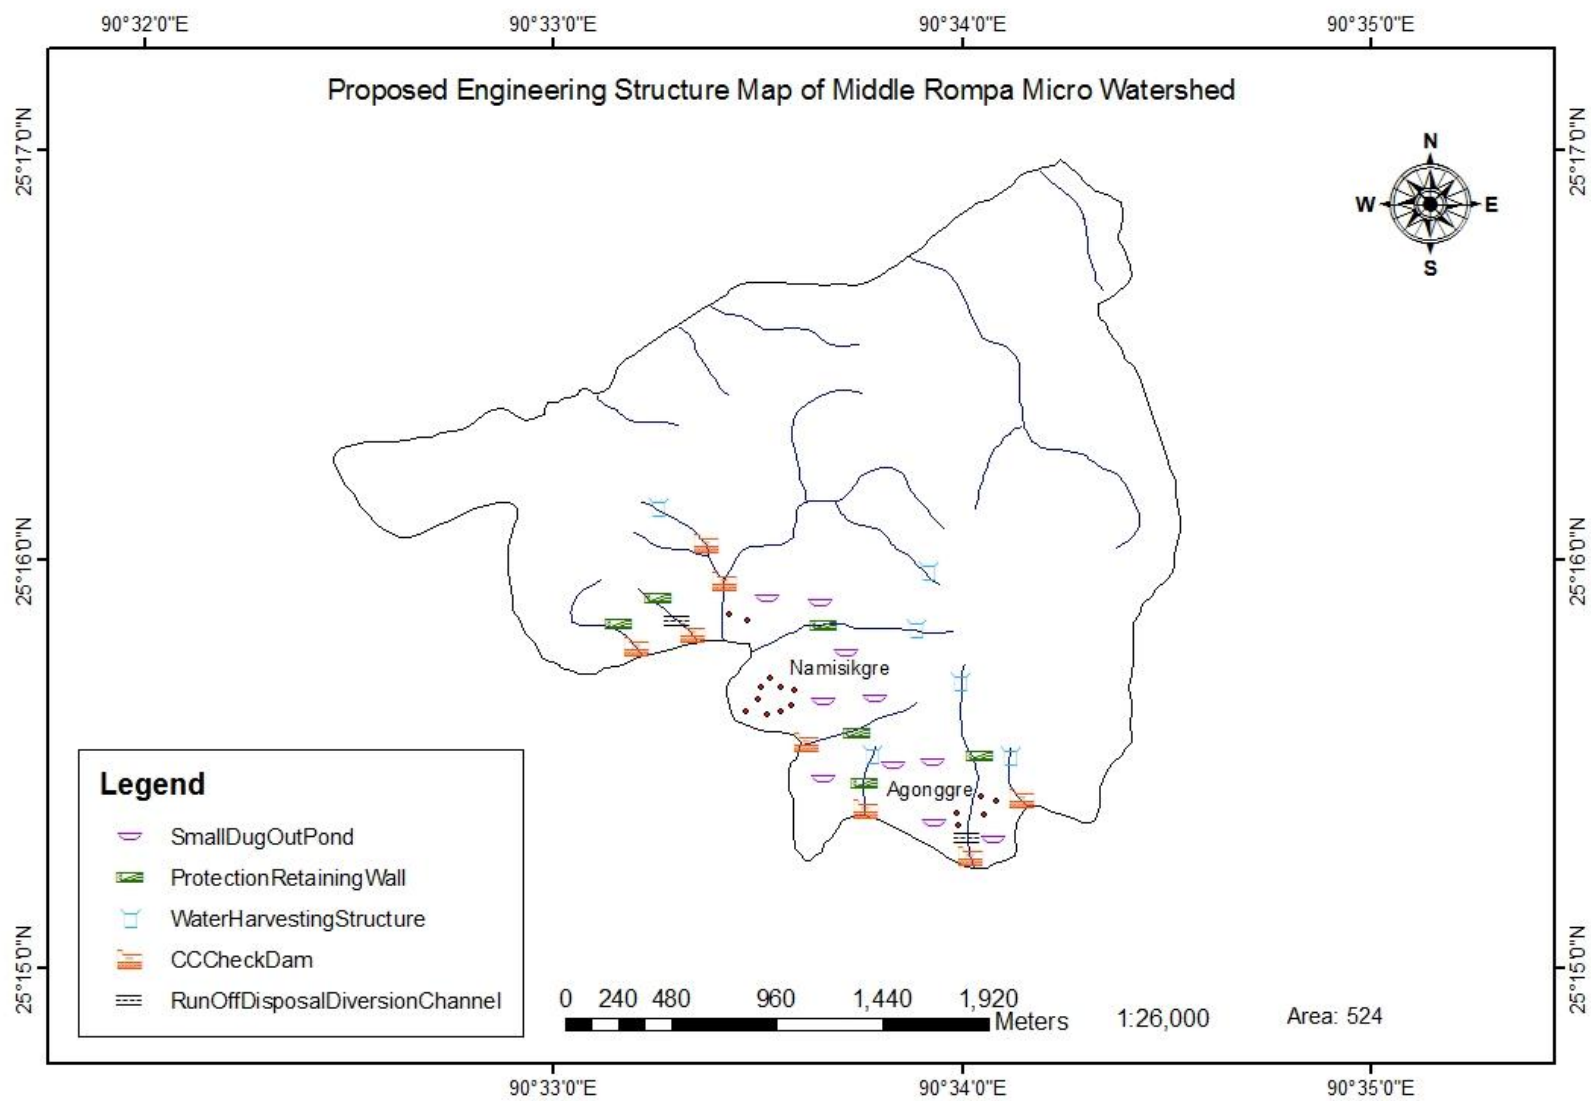 90°32'0"E
90°33'0"E
90°34'0"E
90°35'0"E
Proposed Engineering Structure Map of Middle Rompa Micro Watershed
25°17'0"N
25°17'0"N
N
W
E
S
25°16'0"N
25°16'0"N
Namisikgre
Agonggre
Legend
SmallDugOutPond
ProtectionRetainingWall
WaterHarvestingStructure
CCCheckDam
RunOffDisposalDiversionChannel
25°15'0"N
25°15'0"N
0 240 480 960 1,440 1,920
Meters
1:26,000
Area: 524
90°33'0"E
90°34'0"E
90°35'0"E